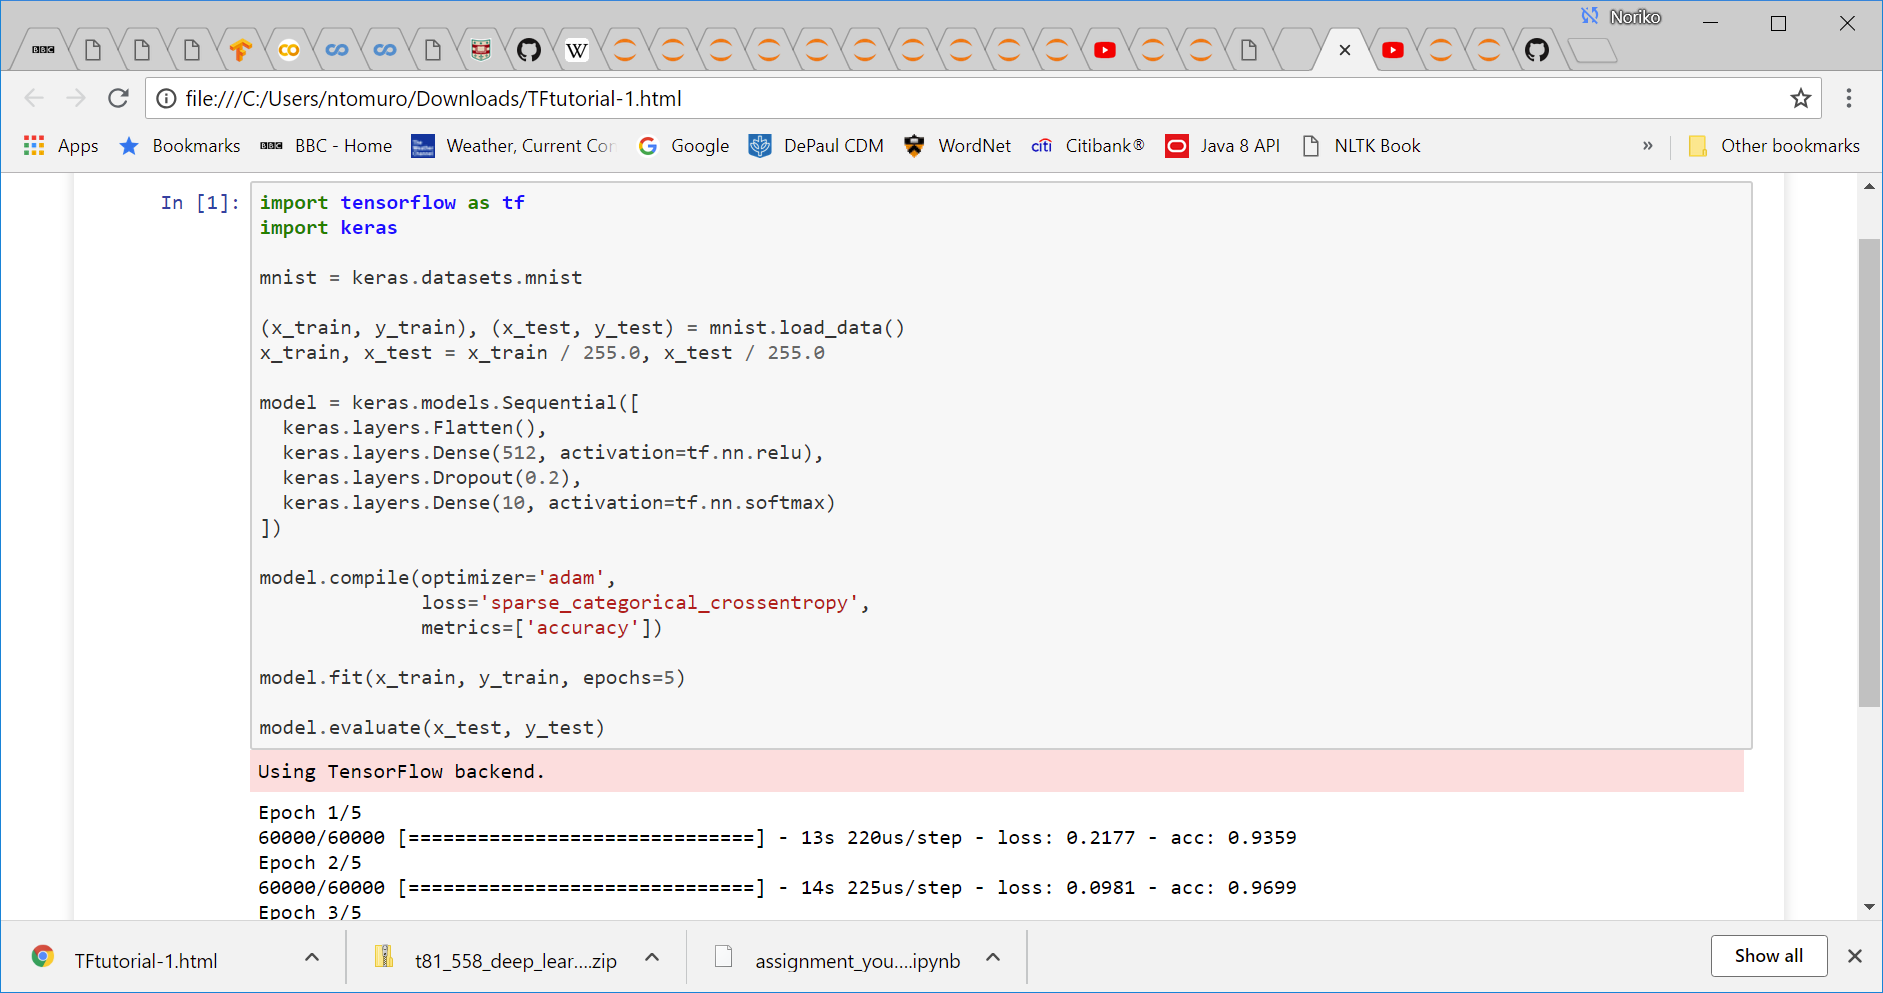 Noriko
BBC
W
file:///C:/Users/ntomuro/Downloads/TFtutorial-1.html
Apps Bookmarks BBC BBC - Home The Weather Channel Weather, Current Con Google DePaul CDM WordNet citi Citibank® Java 8 API NLTK Book » Other bookmarks
In [1]: import tensorflow as tf
import keras
mnist = keras.datasets.mnist
(x_train, y_train), (x_test, y_test) = mnist.load_data()
x_train, x_test = x_train / 255.0, x_test / 255.0
model = keras.models.Sequential([
  keras.layers.Flatten(),
  keras.layers.Dense(512, activation=tf.nn.relu),
  keras.layers.Dropout(0.2),
  keras.layers.Dense(10, activation=tf.nn.softmax)
])
model.compile(optimizer='adam',
              loss='sparse_categorical_crossentropy',
              metrics=['accuracy'])
model.fit(x_train, y_train, epochs=5)
model.evaluate(x_test, y_test)
Using TensorFlow backend.
Epoch 1/5
60000/60000 [==============================] - 13s 220us/step - loss: 0.2177 - acc: 0.9359
Epoch 2/5
60000/60000 [==============================] - 14s 225us/step - loss: 0.0981 - acc: 0.9699
Epoch 3/5
TFtutorial-1.html t81_558_deep_lear....zip assignment_you....ipynb Show all